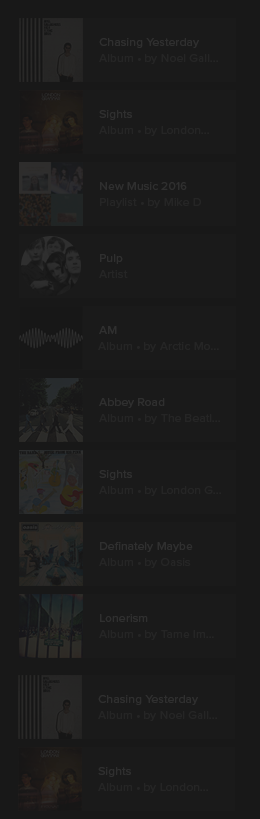 Chasing Yesterday
Album • by Noel Gall...
Sights
Album • by London...
New Music 2016
Playlist • by Mike D
Pulp
Artist
AM
Album • by Arctic Mo...
Abbey Road
Album • by The Beatl...
Sights
Album • by London G...
Definately Maybe
Album • by Oasis
Lonerism
Album • by Tame Im...
Chasing Yesterday
Album • by Noel Gall...
Sights
Album • by London...